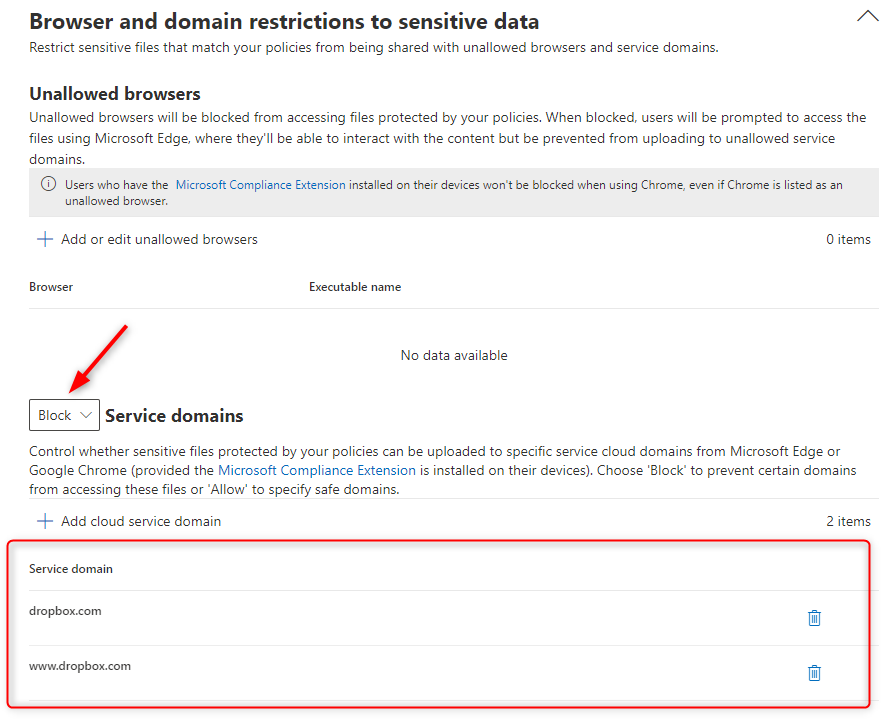 Browser and domain restrictions to sensitive data
Restrict sensitive files that match your policies from being shared with unallowed browsers and service domains.
Unallowed browsers
Unallowed browsers will be blocked from accessing files protected by your policies. When blocked, users will be prompted to access the
files using Microsoft Edge, where they'll be able to interact with the content but be prevented from uploading to unallowed service
domains.
Users who have the Microsoft Compliance Extension installed on their devices won't be blocked when using Chrome, even if Chrome is listed as an
unallowed browser.
Add or edit unallowed browsers 0 items
Browser Executable name
No data available
Block Service domains
Control whether sensitive files protected by your policies can be uploaded to specific service cloud domains from Microsoft Edge or
Google Chrome (provided the Microsoft Compliance Extension is installed on their devices). Choose 'Block' to prevent certain domains
from accessing these files or 'Allow' to specify safe domains.
Add cloud service domain 2 items
Service domain
dropbox.com
www.dropbox.com